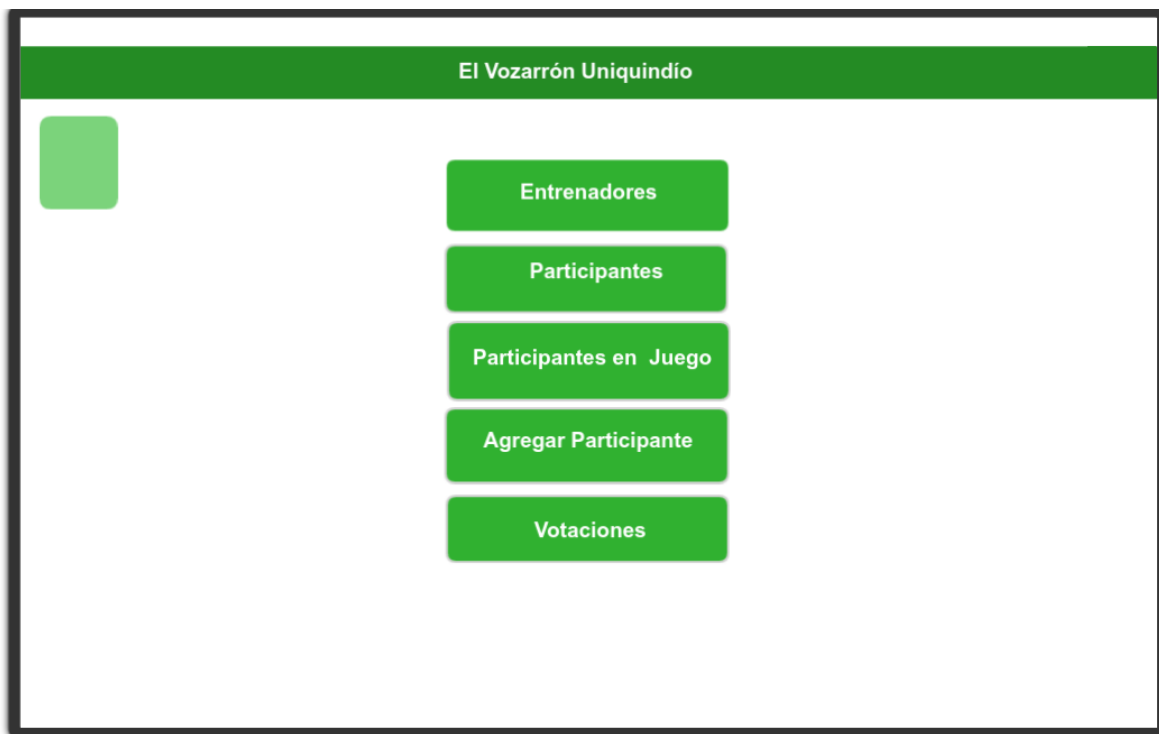 El Vozarrón Uniquindío
Entrenadores
Participantes
Participantes en  Juego
Agregar Participante
Votaciones